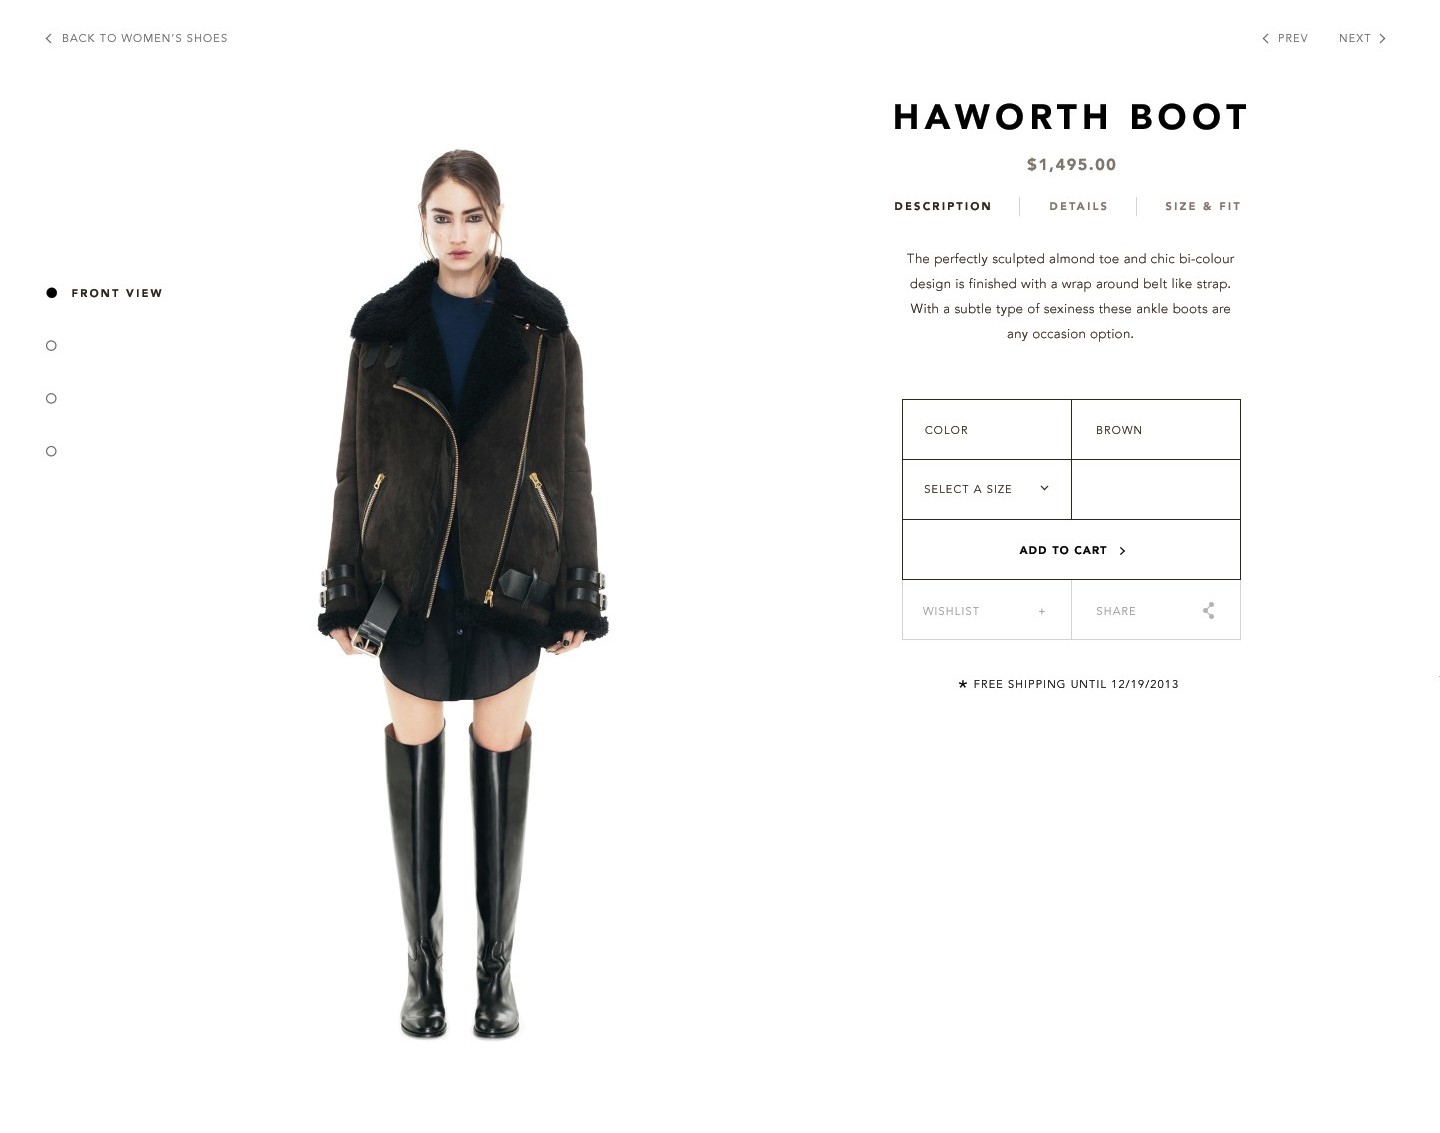 BACK TO WOMEN'S SHOES
PREV
NEXT
HAWORTH BOOT
$1,495.00
DESCRIPTION
DETAILS
SIZE & FIT
The perfectly sculpted almond toe and chic bi-colour
design is finished with a wrap around belt like strap.
With a subtle type of sexiness these ankle boots are
any occasion option.
FRONT VIEW
COLOR
BROWN
SELECT A SIZE
ADD TO CART
WISHLIST +
SHARE
* FREE SHIPPING UNTIL 12/19/2013